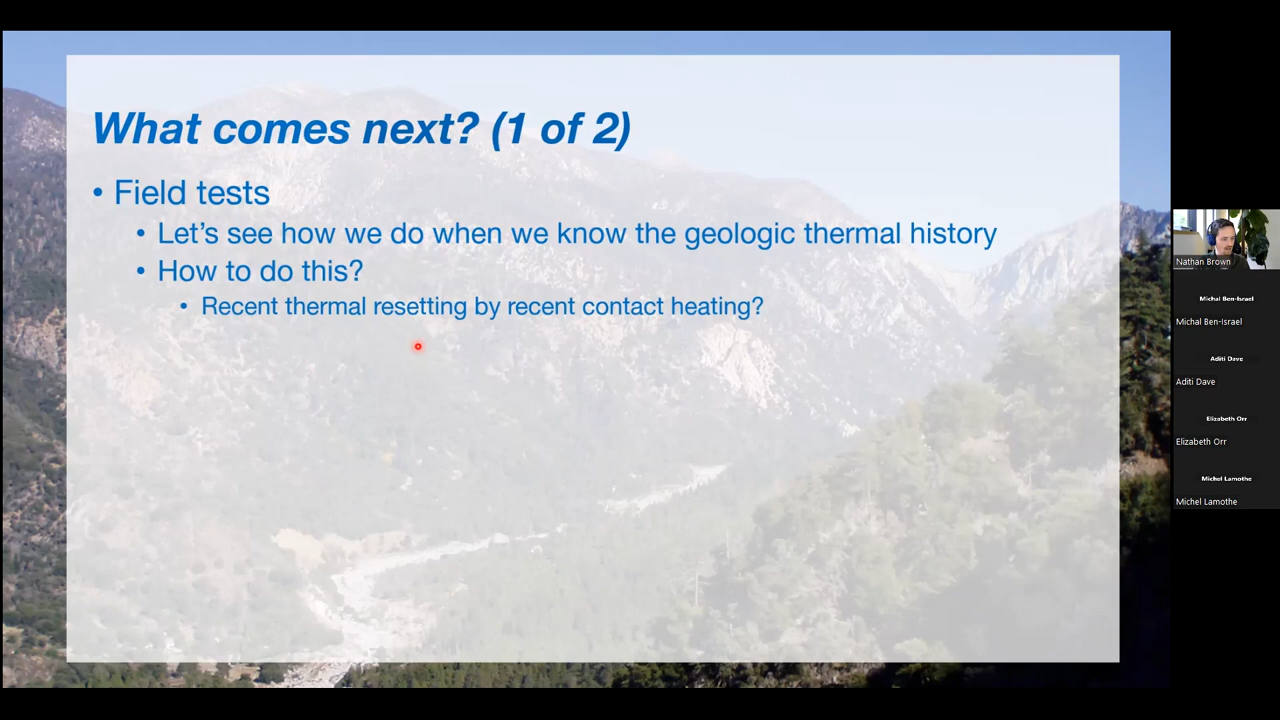 What comes next? (1 of 2)
• Field tests
• Let's see how we do when we know the geologic thermal history
• How to do this?
• Recent thermal resetting by recent contact heating?
Nathan Brown
Michal Ben-Israel
Michal Ben-Israel
Aditi Dave
Aditi Dave
Elizabeth Orr
Elizabeth Orr
Michel Lamothe
Michel Lamothe